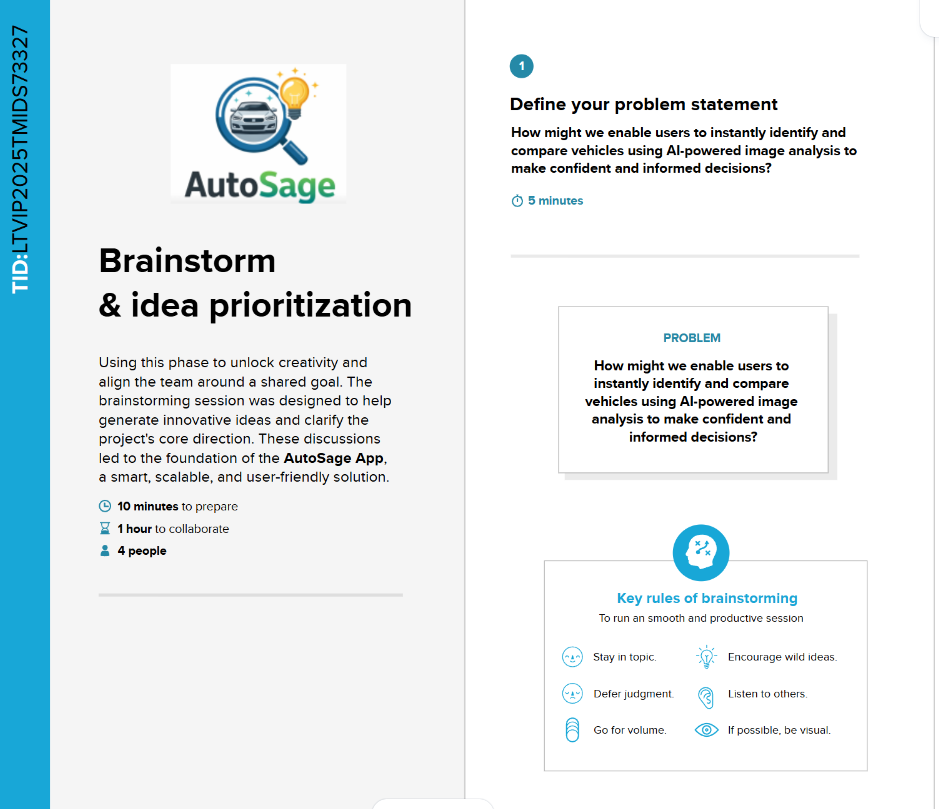 TID:LTVIP2025TMIDS73327
AutoSage
Brainstorm
& idea prioritization
Using this phase to unlock creativity and
align the team around a shared goal. The
brainstorming session was designed to help
generate innovative ideas and clarify the
project's core direction. These discussions
led to the foundation of the AutoSage App,
a smart, scalable, and user-friendly solution.
10 minutes to prepare
1 hour to collaborate
4 people
1
Define your problem statement
How might we enable users to instantly identify and
compare vehicles using AI-powered image analysis to
make confident and informed decisions?
5 minutes
PROBLEM
How might we enable users to
instantly identify and compare
vehicles using AI-powered image
analysis to make confident and
informed decisions?
Key rules of brainstorming
To run an smooth and productive session
Stay in topic.
Encourage wild ideas.
Defer judgment.
Listen to others.
Go for volume.
If possible, be visual.